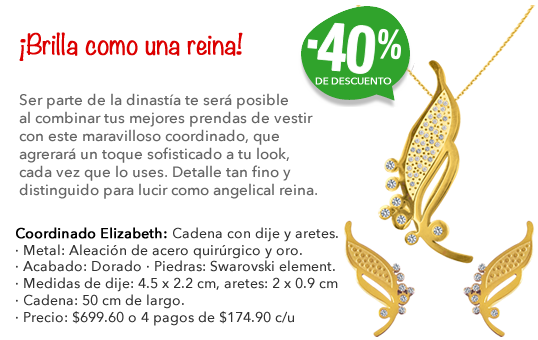 ¡Brilla como una reina!
-40%
DE DESCUENTO
Ser parte de la dinastía te será posible
al combinar tus mejores prendas de vestir
con este maravilloso coordinado, que
agrerará un toque sofisticado a tu look,
cada vez que lo uses. Detalle tan fino y
distinguido para lucir como angelical reina.
Coordinado Elizabeth: Cadena con dije y aretes.
· Metal: Aleación de acero quirúrgico y oro.
· Acabado: Dorado · Piedras: Swarovski element.
· Medidas de dije: 4.5 x 2.2 cm, aretes: 2 x 0.9 cm
· Cadena: 50 cm de largo.
· Precio: $699.60 o 4 pagos de $174.90 c/u